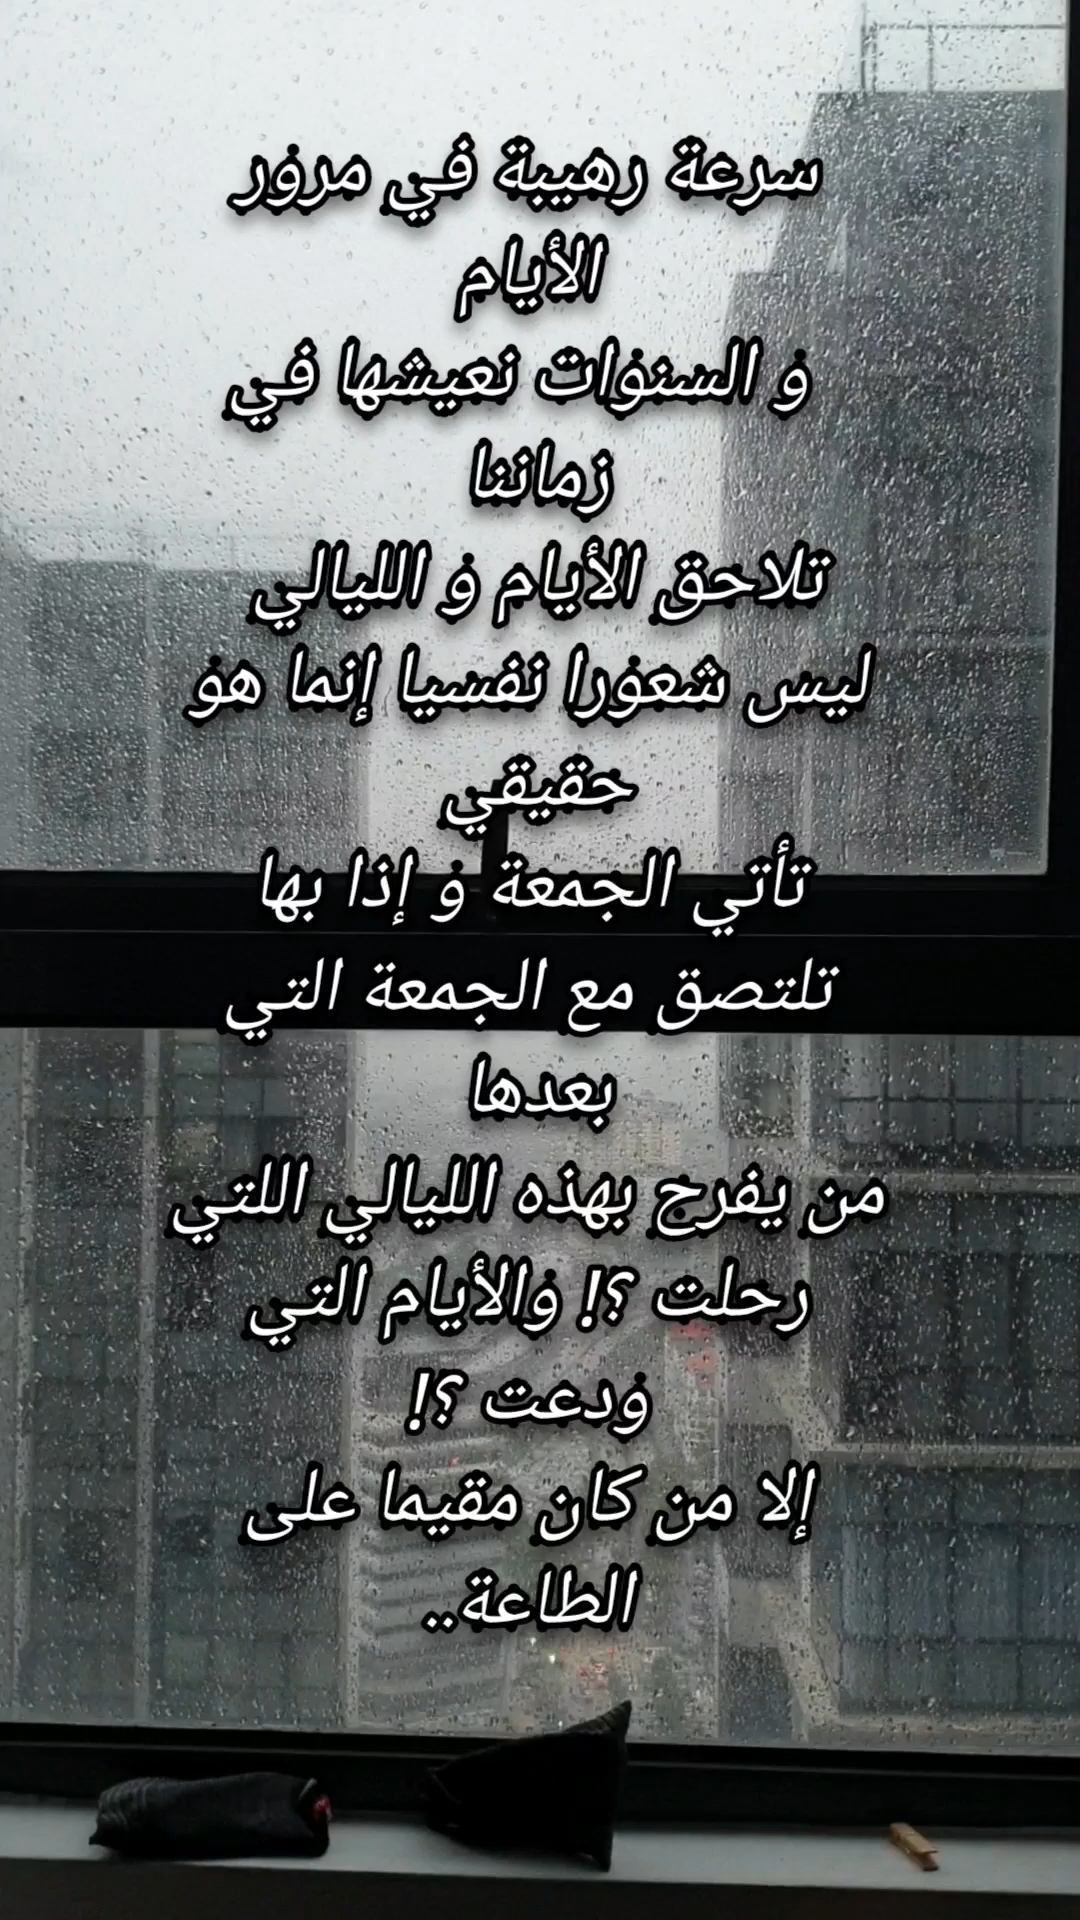 سرعة رهيبة في مرور
الأيام
و السنوات نعيشها في
زماننا
تلاحق الأيام و الليالي
ليس شعورا نفسيا إنما هو
حقيقي
تأتي الجمعة و إذا بها
تلتصق مع الجمعة التي
بعدها
من يفرح بهذه الليالي اللتي
رحلت ؟! والأيام التي
ودعت ؟!
إلا من كان مقيما على
الطاعة..